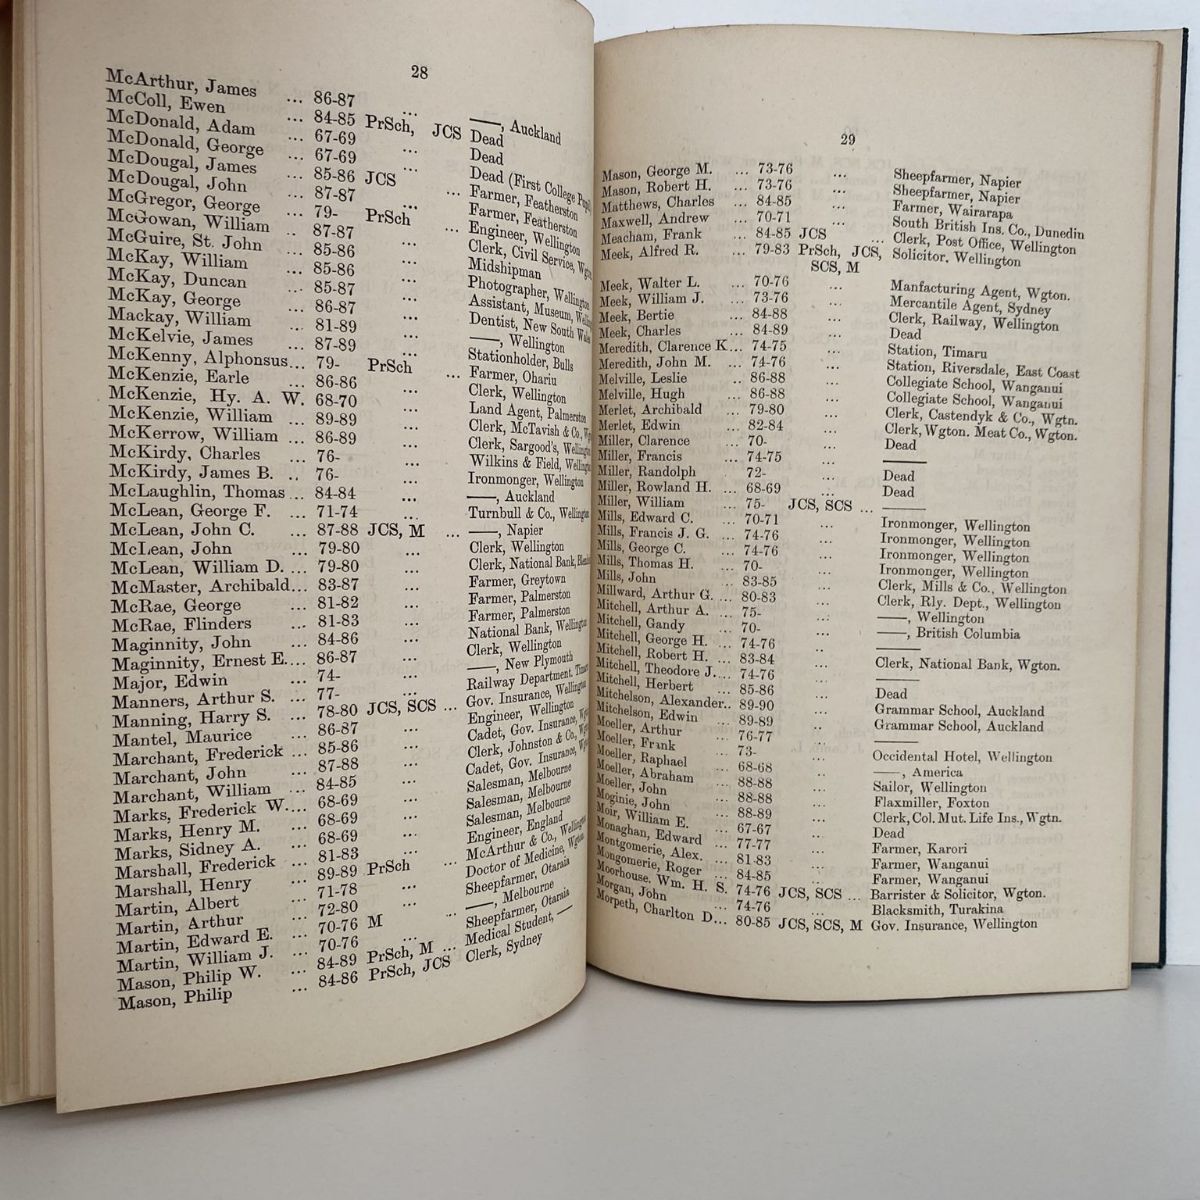 28
McArthur, James ... 86-87 ... ——, Auckland
McColl, Ewen ... 84-85 PrSch, JCS Dead
McDonald, Adam ... 67-69 ... Dead
McDonald, George ... 67-69 ... Dead (First College Pupil
McDougal, James ... 85-86 JCS ... Farmer, Featherston
McDougal, John ... 87-87 ... Farmer, Featherston
McGregor, George ... 79- PrSch ... Engineer, Wellington
McGowan, William ... 87-87 ... Clerk, Civil Service,
McGuire, St. John ... 85-86 ... Midshipman
McKay, William ... 85-86 ... Photographer, Wellington
McKay, Duncan ... 85-87 ... Assistant, Museum,
McKay, George ... 86-87 ... Dentist, New South Wales
Mackay, William ... 81-89 ... ——, Wellington
McKelvie, James ... 87-89 ... Stationholder, Bulls
McKenny, Alphonsus... 79- PrSch ... Farmer, Ohariu
McKenzie, Earle ... 86-86 ... Clerk, Wellington
McKenzie, Hy. A. W. 68-70 ... Land Agent, Palmerston
McKenzie, William ... 89-89 ... Clerk, McTavish & Co.,
McKerrow, William ... 86-89 ... Clerk, Sargood's,
McKirdy, Charles ... 76- ... Wilkins & Field,
McKirdy, James B. .. 76- ... Ironmonger, Wellington
McLaughlin, Thomas ... 84-84 ... ——, Auckland
McLean, George F. ... 71-74 ... Turnbull & Co.,
McLean, John C. ... 87-88 JCS, M ... ——, Napier
McLean, John ... 79-80 ... Clerk, Wellington
McLean, William D. ... 79-80 ... Clerk, National Bank,
McMaster, Archibald... 83-87 ... Farmer, Greytown
McRae, George ... 81-82 ... Farmer, Palmerston
McRae, Flinders ... 81-83 ... Farmer, Palmerston
Maginnity, John ... 84-86 ... National Bank, Wellington
Maginnity, Ernest E.... 86-87 ... Clerk, Wellington
Major, Edwin ... 74- ... ——, New Plymouth
Manners, Arthur S. ... 77- ... Railway Department,
Manning, Harry S. ... 78-80 JCS, SCS ... Gov. Insurance, Wellington
Mantel, Maurice ... 86-87 ... Engineer, Wellington
Marchant, Frederick ... 85-86 ... Cadet, Gov. Insurance,
Marchant, John ... 87-88 ... Clerk, Johnston & Co.,
Marchant, William ... 84-85 ... Cadet, Gov. Insurance,
Marks, Frederick W.... 68-69 ... Salesman, Melbourne
Marks, Henry M. ... 68-69 ... Salesman, Melbourne
Marks, Sidney A. ... 68-69 ... Salesman, Melbourne
Marshall, Frederick ... 81-83 ... Engineer, England
Marshall, Henry ... 89-89 PrSch ... McArthur & Co., Wellington
Martin, Albert ... 71-78 ... Doctor of Medicine, Wgton
Martin, Arthur ... 72-80 ... Sheepfarmer, Otaraia
Martin, Edward E. ... 70-76 M ... ——, Melbourne
Martin, William J. ... 70-76 ... Sheepfarmer, Otaraia
Mason, Philip W. ... 84-89 PrSch, M ... Medical Student, ——
Mason, Philip ... 84-86 PrSch, JCS Clerk, Sydney
29
Mason, George M. ... 73-76 ... Sheepfarmer, Napier
Mason, Robert H. ... 73-76 ... Sheepfarmer, Napier
Matthews, Charles ... 84-85 ... Farmer, Wairarapa
Maxwell, Andrew ... 70-71 ... South British Ins. Co., Dunedin
Meacham, Frank ... 84-85 JCS ... Clerk, Post Office, Wellington
Meek, Alfred R. ... 79-83 PrSch, JCS, Solicitor, Wellington
SCS, M
Meek, Walter L. ... 70-76 ... Manfacturing Agent, Wgton.
Meek, William J. ... 73-76 ... Mercantile Agent, Sydney
Meek, Bertie ... 84-88 ... Clerk, Railway, Wellington
Meek, Charles ... 84-89 ... Dead
Meredith, Clarence K... 74-75 ... Station, Timaru
Meredith, John M. ... 74-76 ... Station, Riversdale, East Coast
Melville, Leslie .. 86-88 ... Collegiate School, Wanganui
Melville, Hugh ... 86-88 ... Collegiate School, Wanganui
Merlet, Archibald ... 79-80 ... Clerk, Castendyk & Co., Wgtn.
Merlet, Edwin ... 82-84 ... Clerk, Wgton. Meat Co., Wgton.
Miller, Clarence ... 70- ... Dead
Miller, Francis ... 74-75 ... ——
Miller, Randolph ... 72- ... Dead
Miller, Rowland H. ... 68-69 ... Dead
Miller, William ... 75- JCS, SCS ... ——
Mills, Edward C. ... 70-71 ... Ironmonger, Wellington
Mills, Francis J. G. ... 74-76 ... Ironmonger, Wellington
Mills, George C. ... 74-76 ... Ironmonger, Wellington
Mills, Thomas H. ... 70- ... Ironmonger, Wellington
Mills, John ... 83-85 ... Clerk, Mills & Co., Wellington
Millward, Arthur G. ... 80-83 ... Clerk, Rly. Dept., Wellington
Mitchell, Arthur A. ... 75- ... ——, Wellington
Mitchell, Gandy ... 70- ... ——, British Columbia
Mitchell, George H. ... 74-76 ... ——
Mitchell, Robert H. ... 83-84 ... Clerk, National Bank, Wgton.
Mitchell, Theodore J.... 74-76 ... ——
Mitchell, Herbert ... 85-86 ... Dead
Mitchelson, Alexander.. 89-90 ... Grammar School, Auckland
Mitchelson, Edwin ... 89-89 ... Grammar School, Auckland
Moeller, Arthur ... 76-77 .. ——
Moeller, Frank ... 73- ... Occidental Hotel, Wellington
Moeller, Raphael ... 68-68 .. ——, America
Moeller, Abraham ... 88-88 ... Sailor, Wellington
Moeller, John ... 88-88 ... Flaxmiller, Foxton
Moginie, John ... 88-89 ... Clerk, Col. Mut. Life Ins., Wgtn.
Moir, William E. ... 67-67 ... Dead
Monaghan, Edward ... 77-77 ... Farmer, Karori
Montgomerie, Alex. ... 81-83 ... Farmer, Wanganui
Mongomerie, Roger ... 84-85 ... Farmer, Wanganui
Moorhouse, Wm. H. S. 74-76 JCS, SCS ... Barrister & Solicitor, Wgton.
Morgan, John ... 74-76 ... Blacksmith, Turakina
Morpeth, Charlton D... 80-85 JCS, SCS, M Gov. Insurance, Wellington